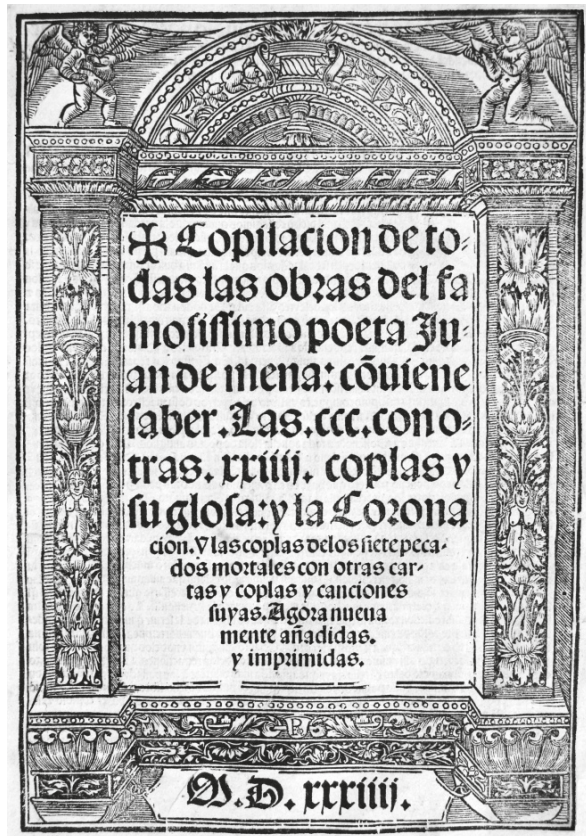 ✠ Copilacion de to⸗
das las obras del fa
mosissimo poeta Ju⸗
an de mena: cõuiene
saber. Las. ccc. con o⸗
tras. xxiiij. coplas y
su glosa: y la Corona
cion. Y las coplas delos siete peca⸗
dos mortales con otras car⸗
tas y coplas y canciones
suyas. Agora nueua
mente añadidas.
y imprimidas.
R
M. D. xxxiiij.